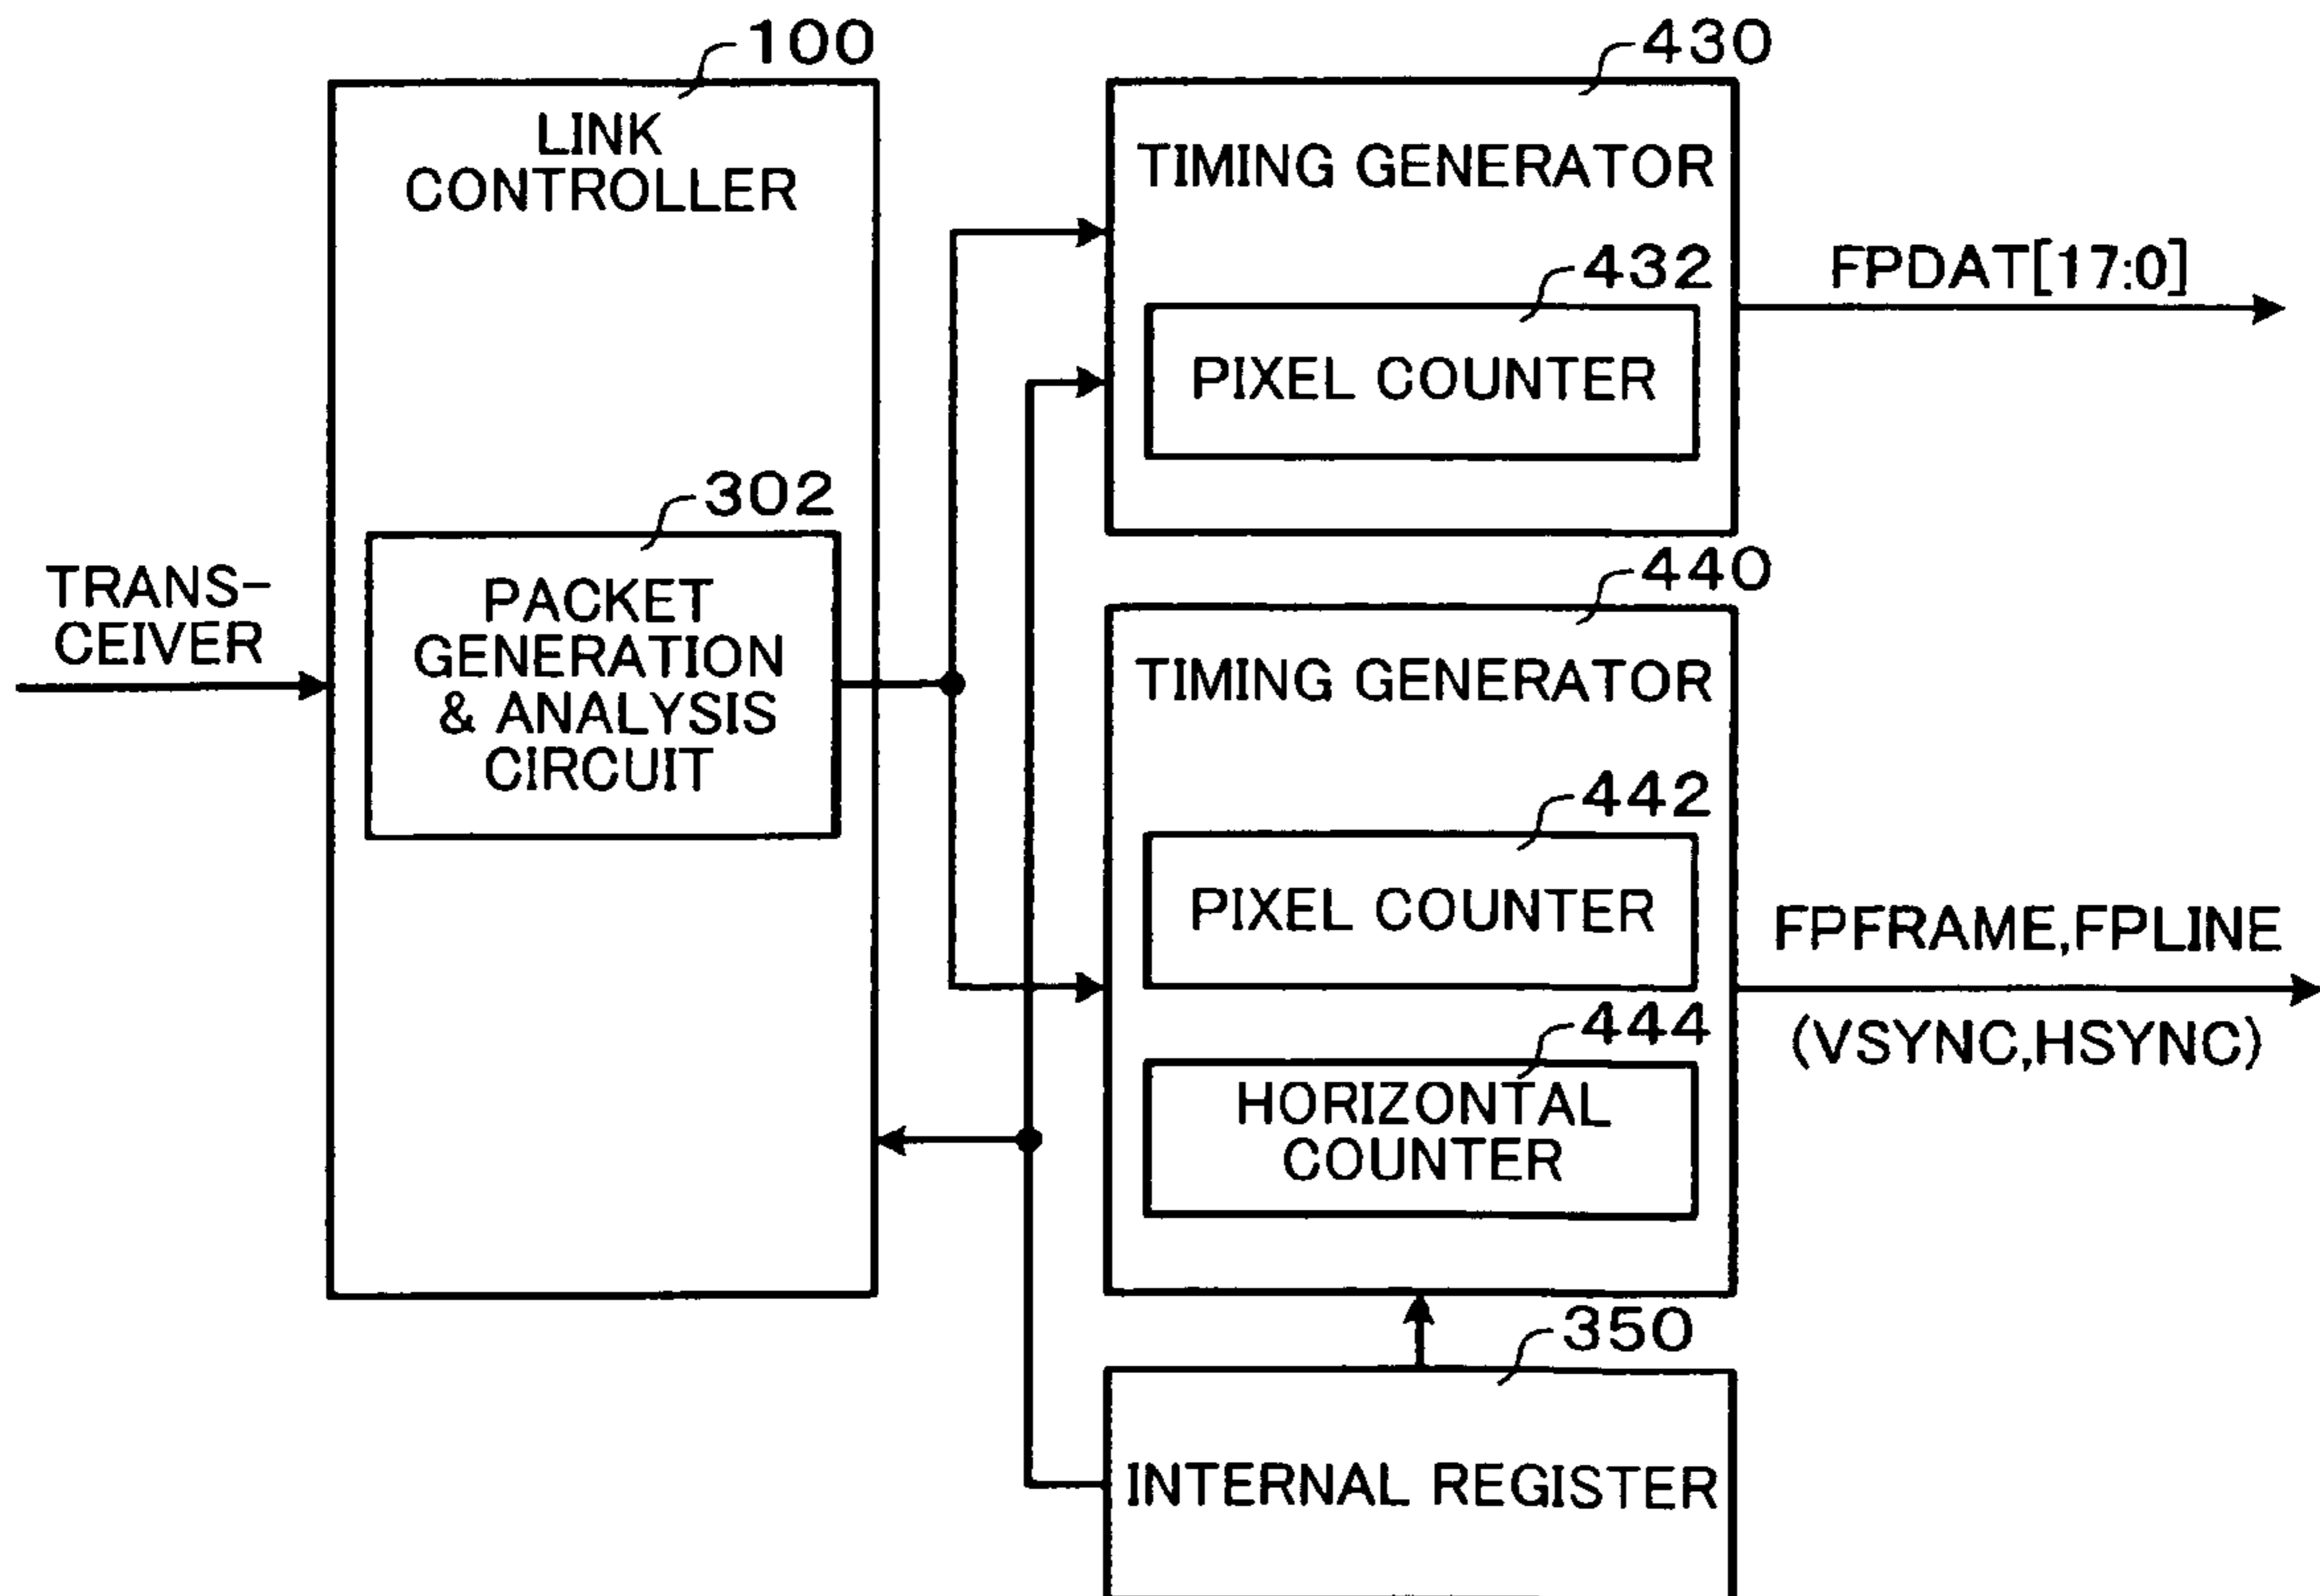 100
LINK
CONTROLLER
302
PACKET
GENERATION
& ANALYSIS
CIRCUIT
TRANS-
CEIVER
430
TIMING GENERATOR
432
PIXEL COUNTER
FPDAT[17:0]
440
TIMING GENERATOR
442
PIXEL COUNTER
444
HORIZONTAL
COUNTER
FPFRAME,FPLINE
(VSYNC,HSYNC)
350
INTERNAL REGISTER